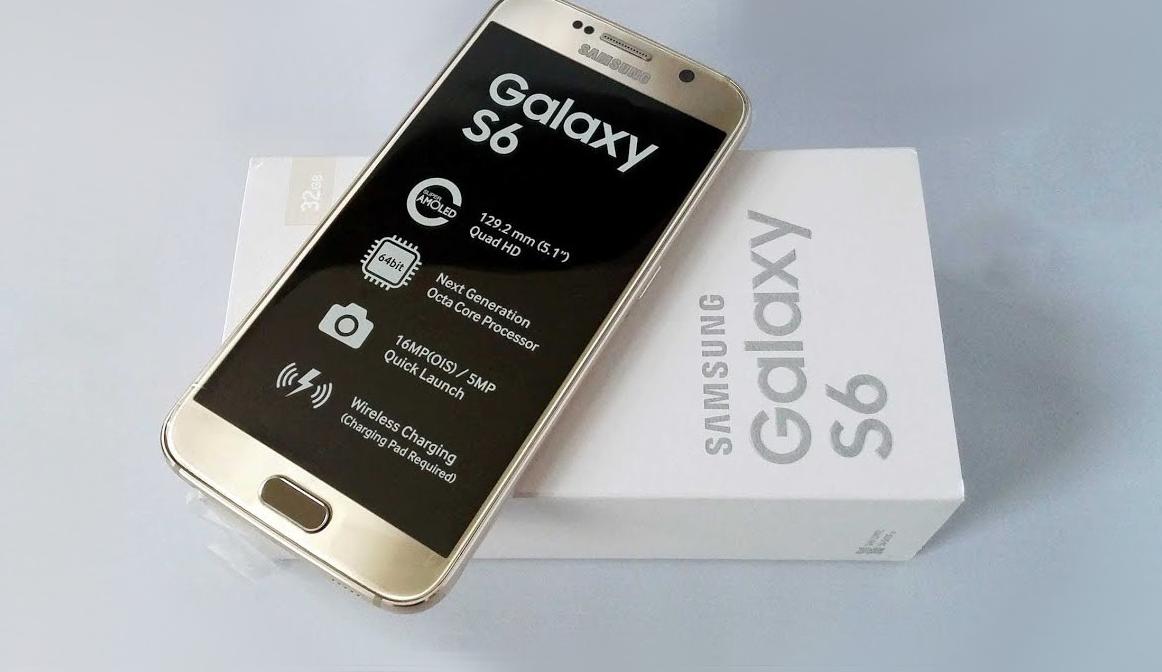 SAMSUNG
Galaxy
S6
SUPER
AMOLED
129.2 mm (5.1")
Quad HD
64bit
Next Generation
Octa Core Processor
16MP(OIS) / 5MP
Quick Launch
Wireless Charging
(Charging Pad Required)
32GB
SAMSUNG
Galaxy
S6